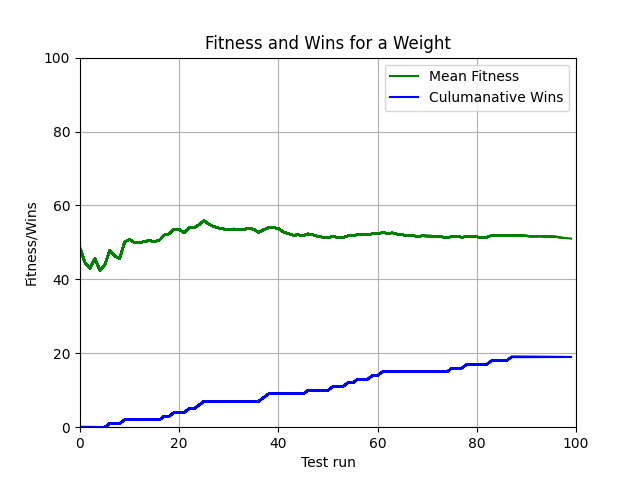 Fitness and Wins for a Weight
100
80
60
40
20
0
Fitness/Wins
Mean Fitness
Culumanative Wins
0 20 40 60 80 100
Test run